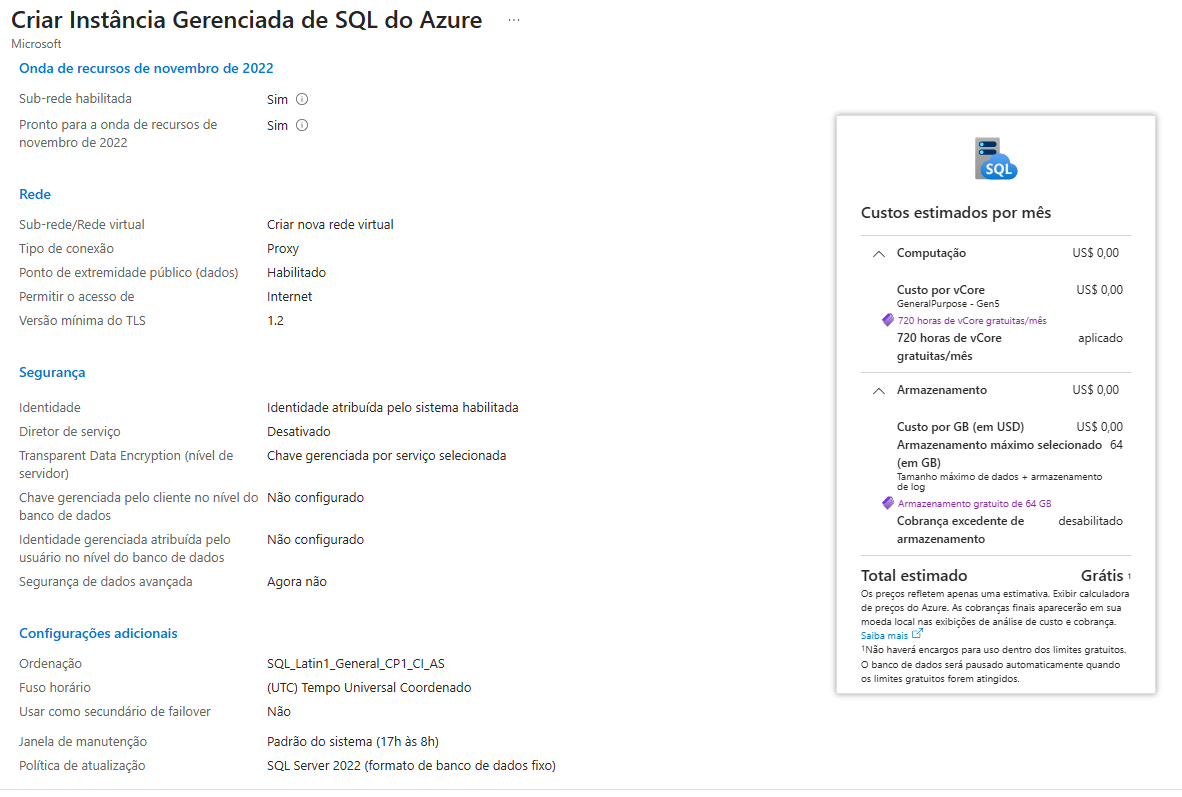 Criar Instância Gerenciada de SQL do Azure ...
Microsoft
Onda de recursos de novembro de 2022
Sub-rede habilitada Sim
Pronto para a onda de recursos de Sim
novembro de 2022
Rede
Sub-rede/Rede virtual Criar nova rede virtual
Tipo de conexão Proxy
Ponto de extremidade público (dados) Habilitado
Permitir o acesso de Internet
Versão mínima do TLS 1.2
Segurança
Identidade Identidade atribuída pelo sistema habilitada
Diretor de serviço Desativado
Transparent Data Encryption (nível de Chave gerenciada por serviço selecionada
servidor)
Chave gerenciada pelo cliente no nível do Não configurado
banco de dados
Identidade gerenciada atribuída pelo Não configurado
usuário no nível do banco de dados
Segurança de dados avançada Agora não
Configurações adicionais
Ordenação SQL_Latin1_General_CP1_CI_AS
Fuso horário (UTC) Tempo Universal Coordenado
Usar como secundário de failover Não
Janela de manutenção Padrão do sistema (17h às 8h)
Política de atualização SQL Server 2022 (formato de banco de dados fixo)
SQL
Custos estimados por mês
Computação US$ 0,00
Custo por vCore US$ 0,00
GeneralPurpose - Gen5
720 horas de vCore gratuitas/mês
720 horas de vCore aplicado
gratuitas/mês
Armazenamento US$ 0,00
Custo por GB (em USD) US$ 0,00
Armazenamento máximo selecionado 64
(em GB)
Tamanho máximo de dados + armazenamento
de log
Armazenamento gratuito de 64 GB
Cobrança excedente de desabilitado
armazenamento
Total estimado Grátis 1
Os preços refletem apenas uma estimativa. Exibir calculadora
de preços do Azure. As cobranças finais aparecerão em sua
moeda local nas exibições de análise de custo e cobrança.
Saiba mais
1Não haverá encargos para uso dentro dos limites gratuitos.
O banco de dados será pausado automaticamente quando
os limites gratuitos forem atingidos.